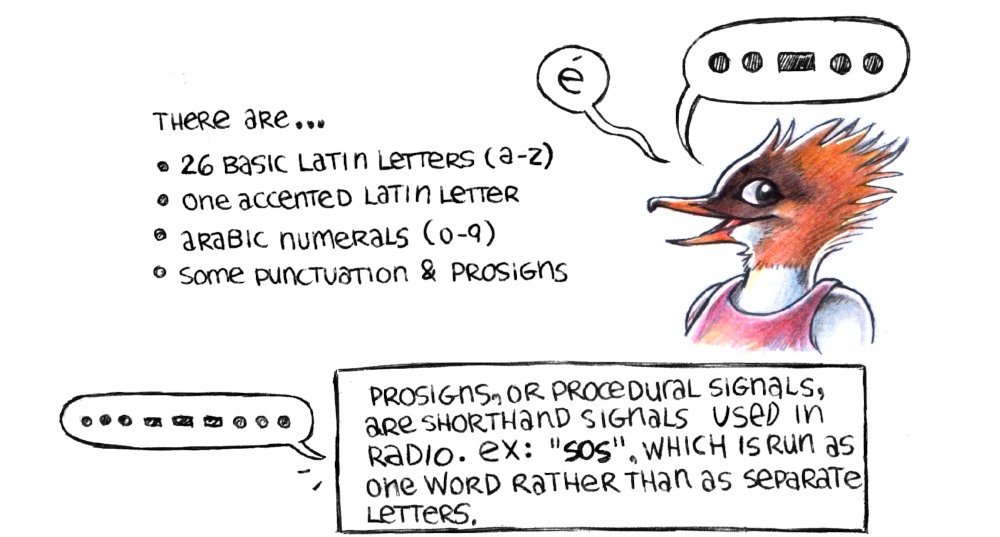 é
THERE ARE...
• 26 BASIC LATIN LETTERS (a-z)
• ONE ACCENTED LATIN LETTER
• ARABIC NUMERALS (0-9)
• SOME PUNCTUATION & PROSIGNS
PROSIGNS, OR PROCEDURAL SIGNALS,
ARE SHORTHAND SIGNALS USED IN
RADIO. EX: "SOS", WHICH IS RUN AS
ONE WORD RATHER THAN AS SEPARATE
LETTERS.